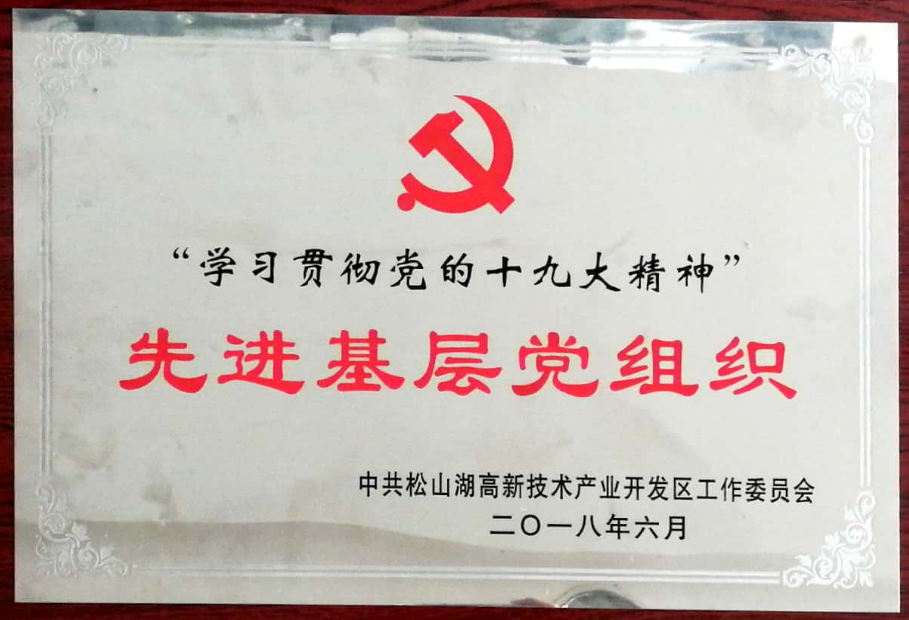 “学习贯彻党的十九大精神”
先进基层党组织
中共松山湖高新技术产业开发区工作委员会
二〇一八年六月